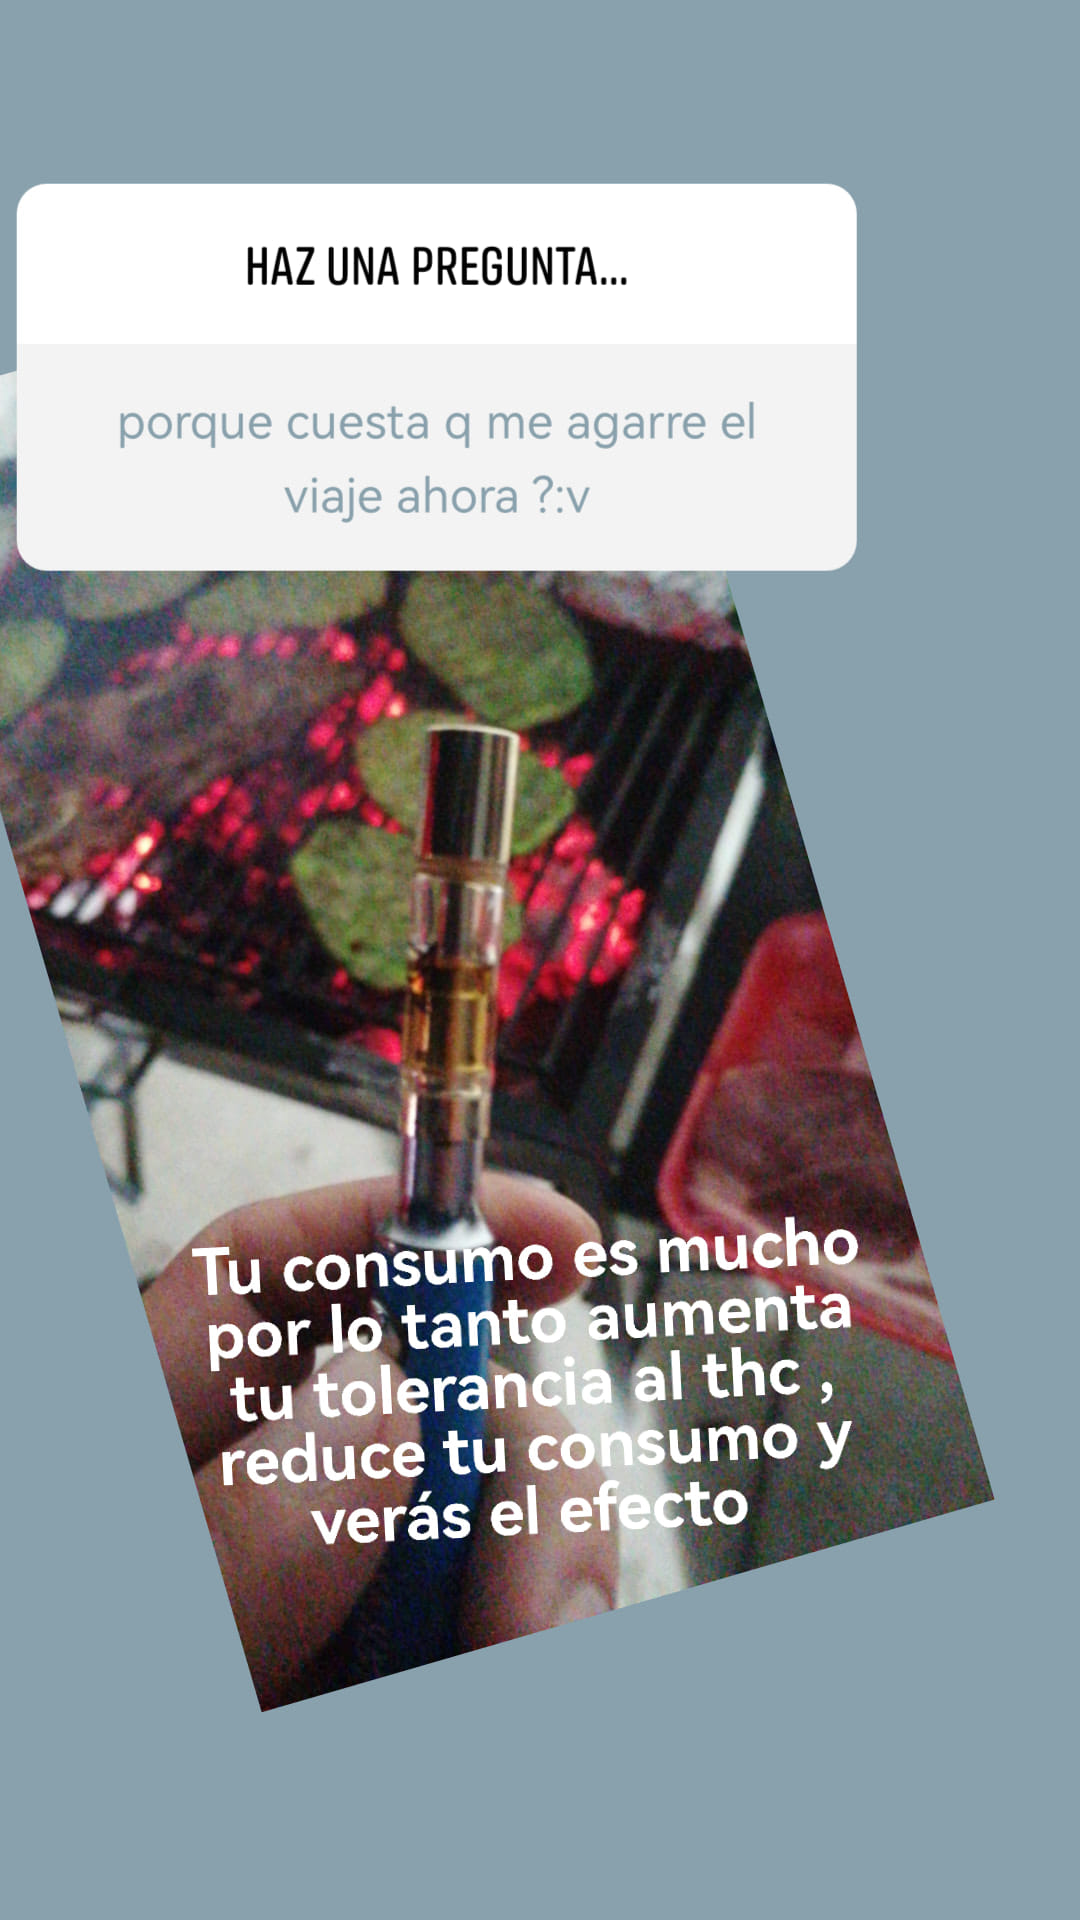 HAZ UNA PREGUNTA...
porque cuesta q me agarre el
viaje ahora ?:v
Tu consumo es mucho
por lo tanto aumenta
tu tolerancia al thc ,
reduce tu consumo y
verás el efecto